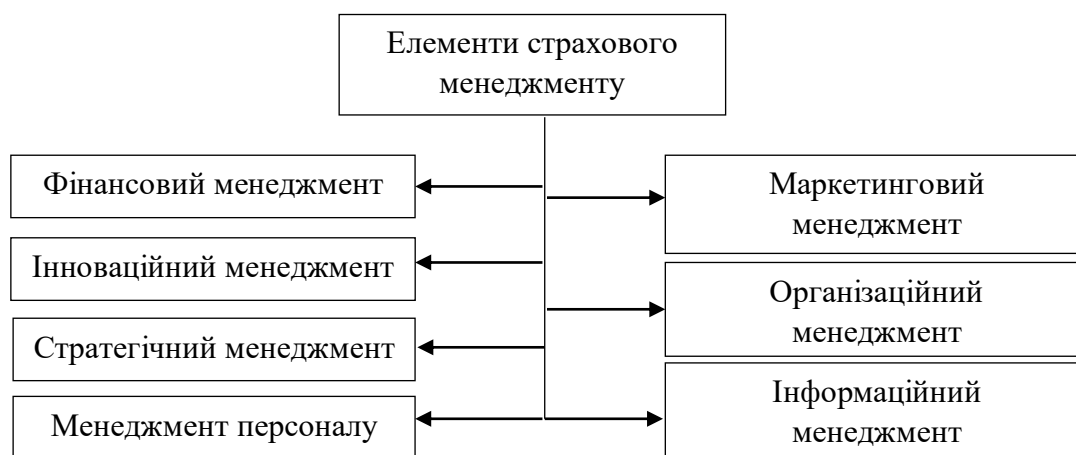 Елементи страхового
менеджменту
Фінансовий менеджмент
Інноваційний менеджмент
Стратегічний менеджмент
Менеджмент персоналу
Маркетинговий
менеджмент
Організаційний
менеджмент
Інформаційний
менеджмент